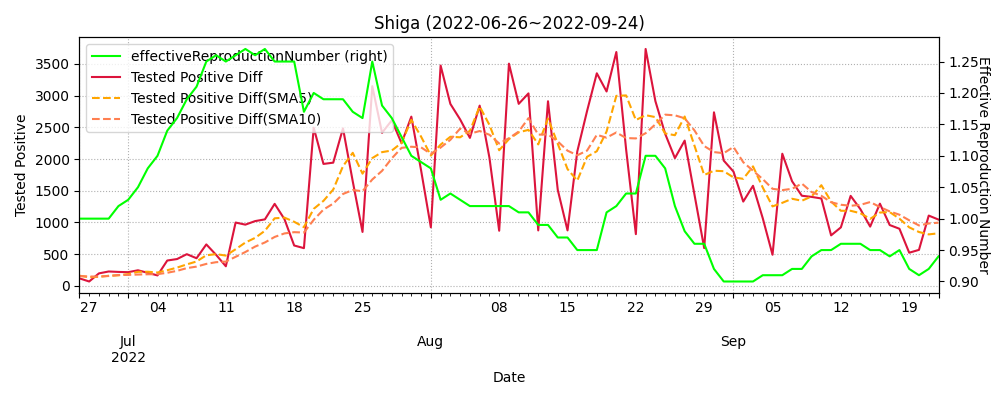 Shiga (2022-06-26~2022-09-24)
effectiveReproductionNumber (right)
Tested Positive Diff
Tested Positive Diff(SMA5)
Tested Positive Diff(SMA10)
Tested Positive
3500
3000
2500
2000
1500
1000
500
0
1.25
1.20
1.15
1.10
1.05
1.00
0.95
0.90
Effective Reproduction Number
27 04 11 18 25 08 15 22 29 05 12 19
Jul Aug Sep
2022
Date